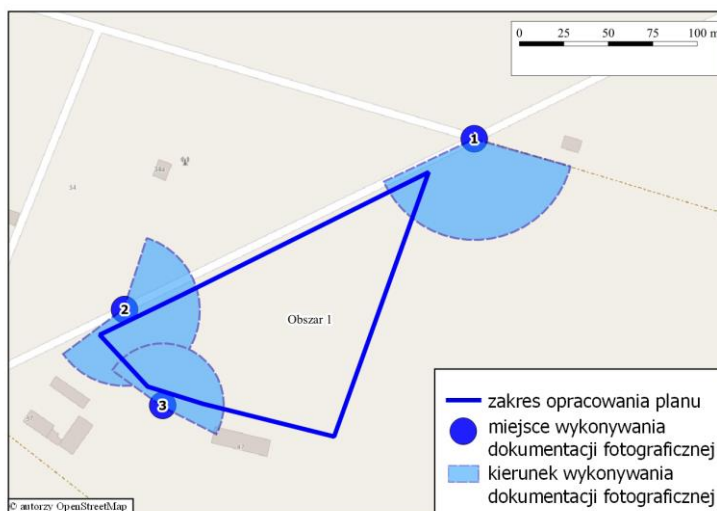 0 25 50 75 100 m
1
2
Obszar 1
3
zakres opracowania planu
miejsce wykonywania
dokumentacji fotograficznej
kierunek wykonywania
dokumentacji fotograficznej
© autorzy OpenStreetMap